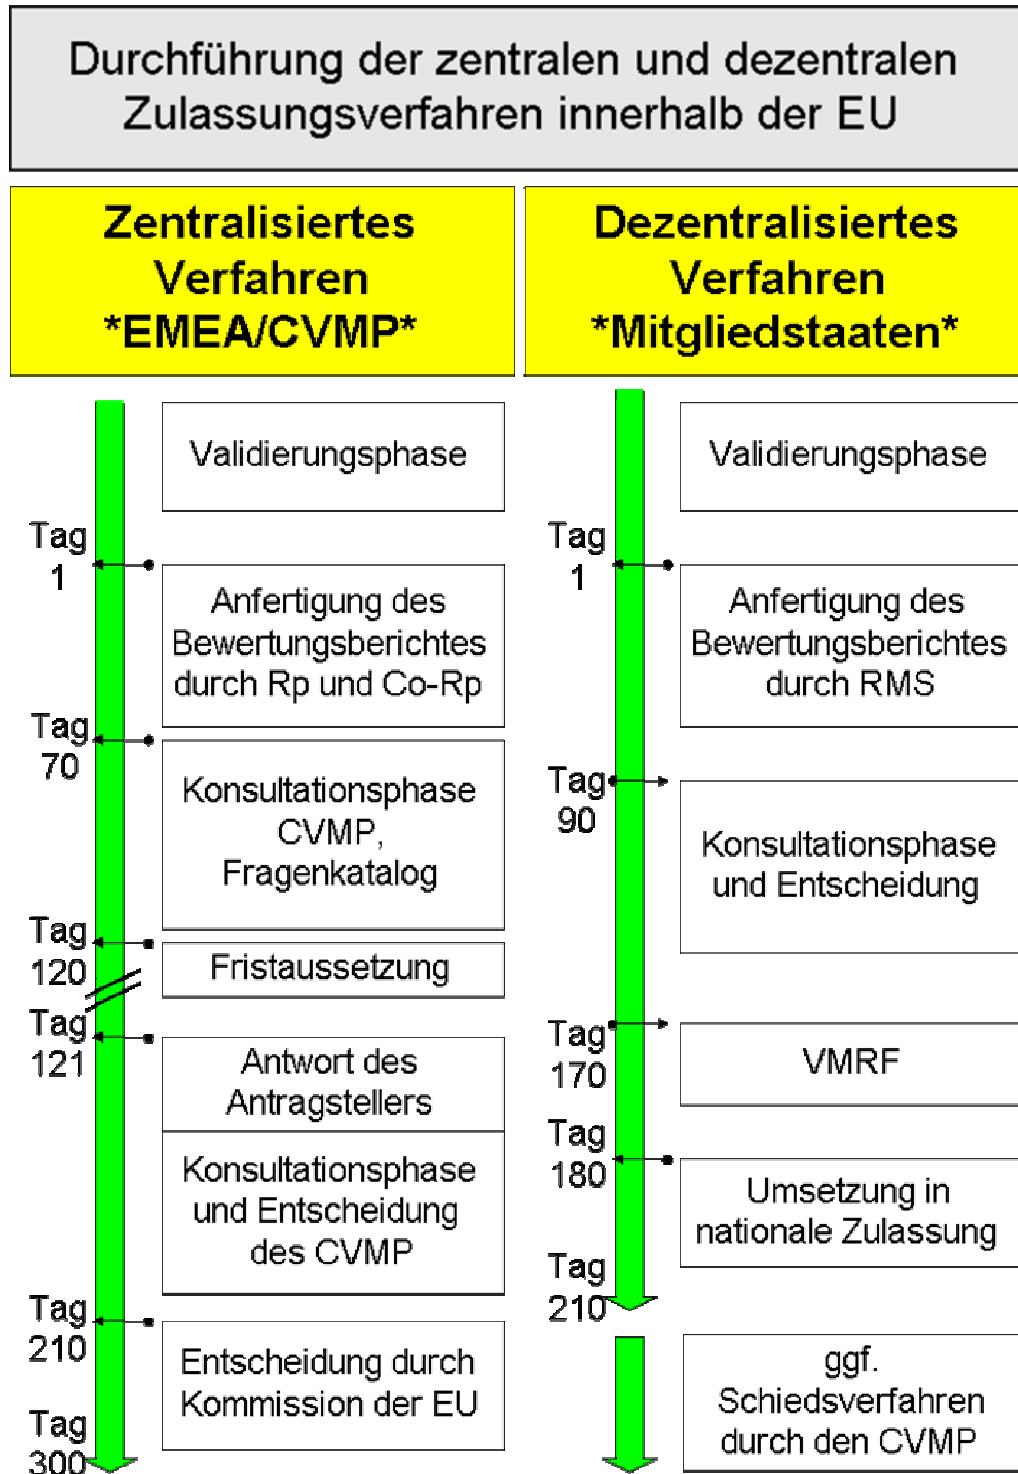 Durchführung der zentralen und dezentralen
Zulassungsverfahren innerhalb der EU
Zentralisiertes
Verfahren
*EMEA/CVMP*
Validierungsphase
Tag
1
Anfertigung des
Bewertungsberichtes
durch Rp und Co-Rp
Tag
70
Konsultationsphase
CVMP,
Fragenkatalog
Tag
120
Fristaussetzung
Tag
121
Antwort des
Antragstellers
Konsultationsphase
und Entscheidung
des CVMP
Tag
210
Entscheidung durch
Kommission der EU
Tag
300
Dezentralisiertes
Verfahren
*Mitgliedstaaten*
Validierungsphase
Tag
1
Anfertigung des
Bewertungsberichtes
durch RMS
Tag
90
Konsultationsphase
und Entscheidung
Tag
170
VMRF
Tag
180
Umsetzung in
nationale Zulassung
Tag
210
ggf.
Schiedsverfahren
durch den CVMP